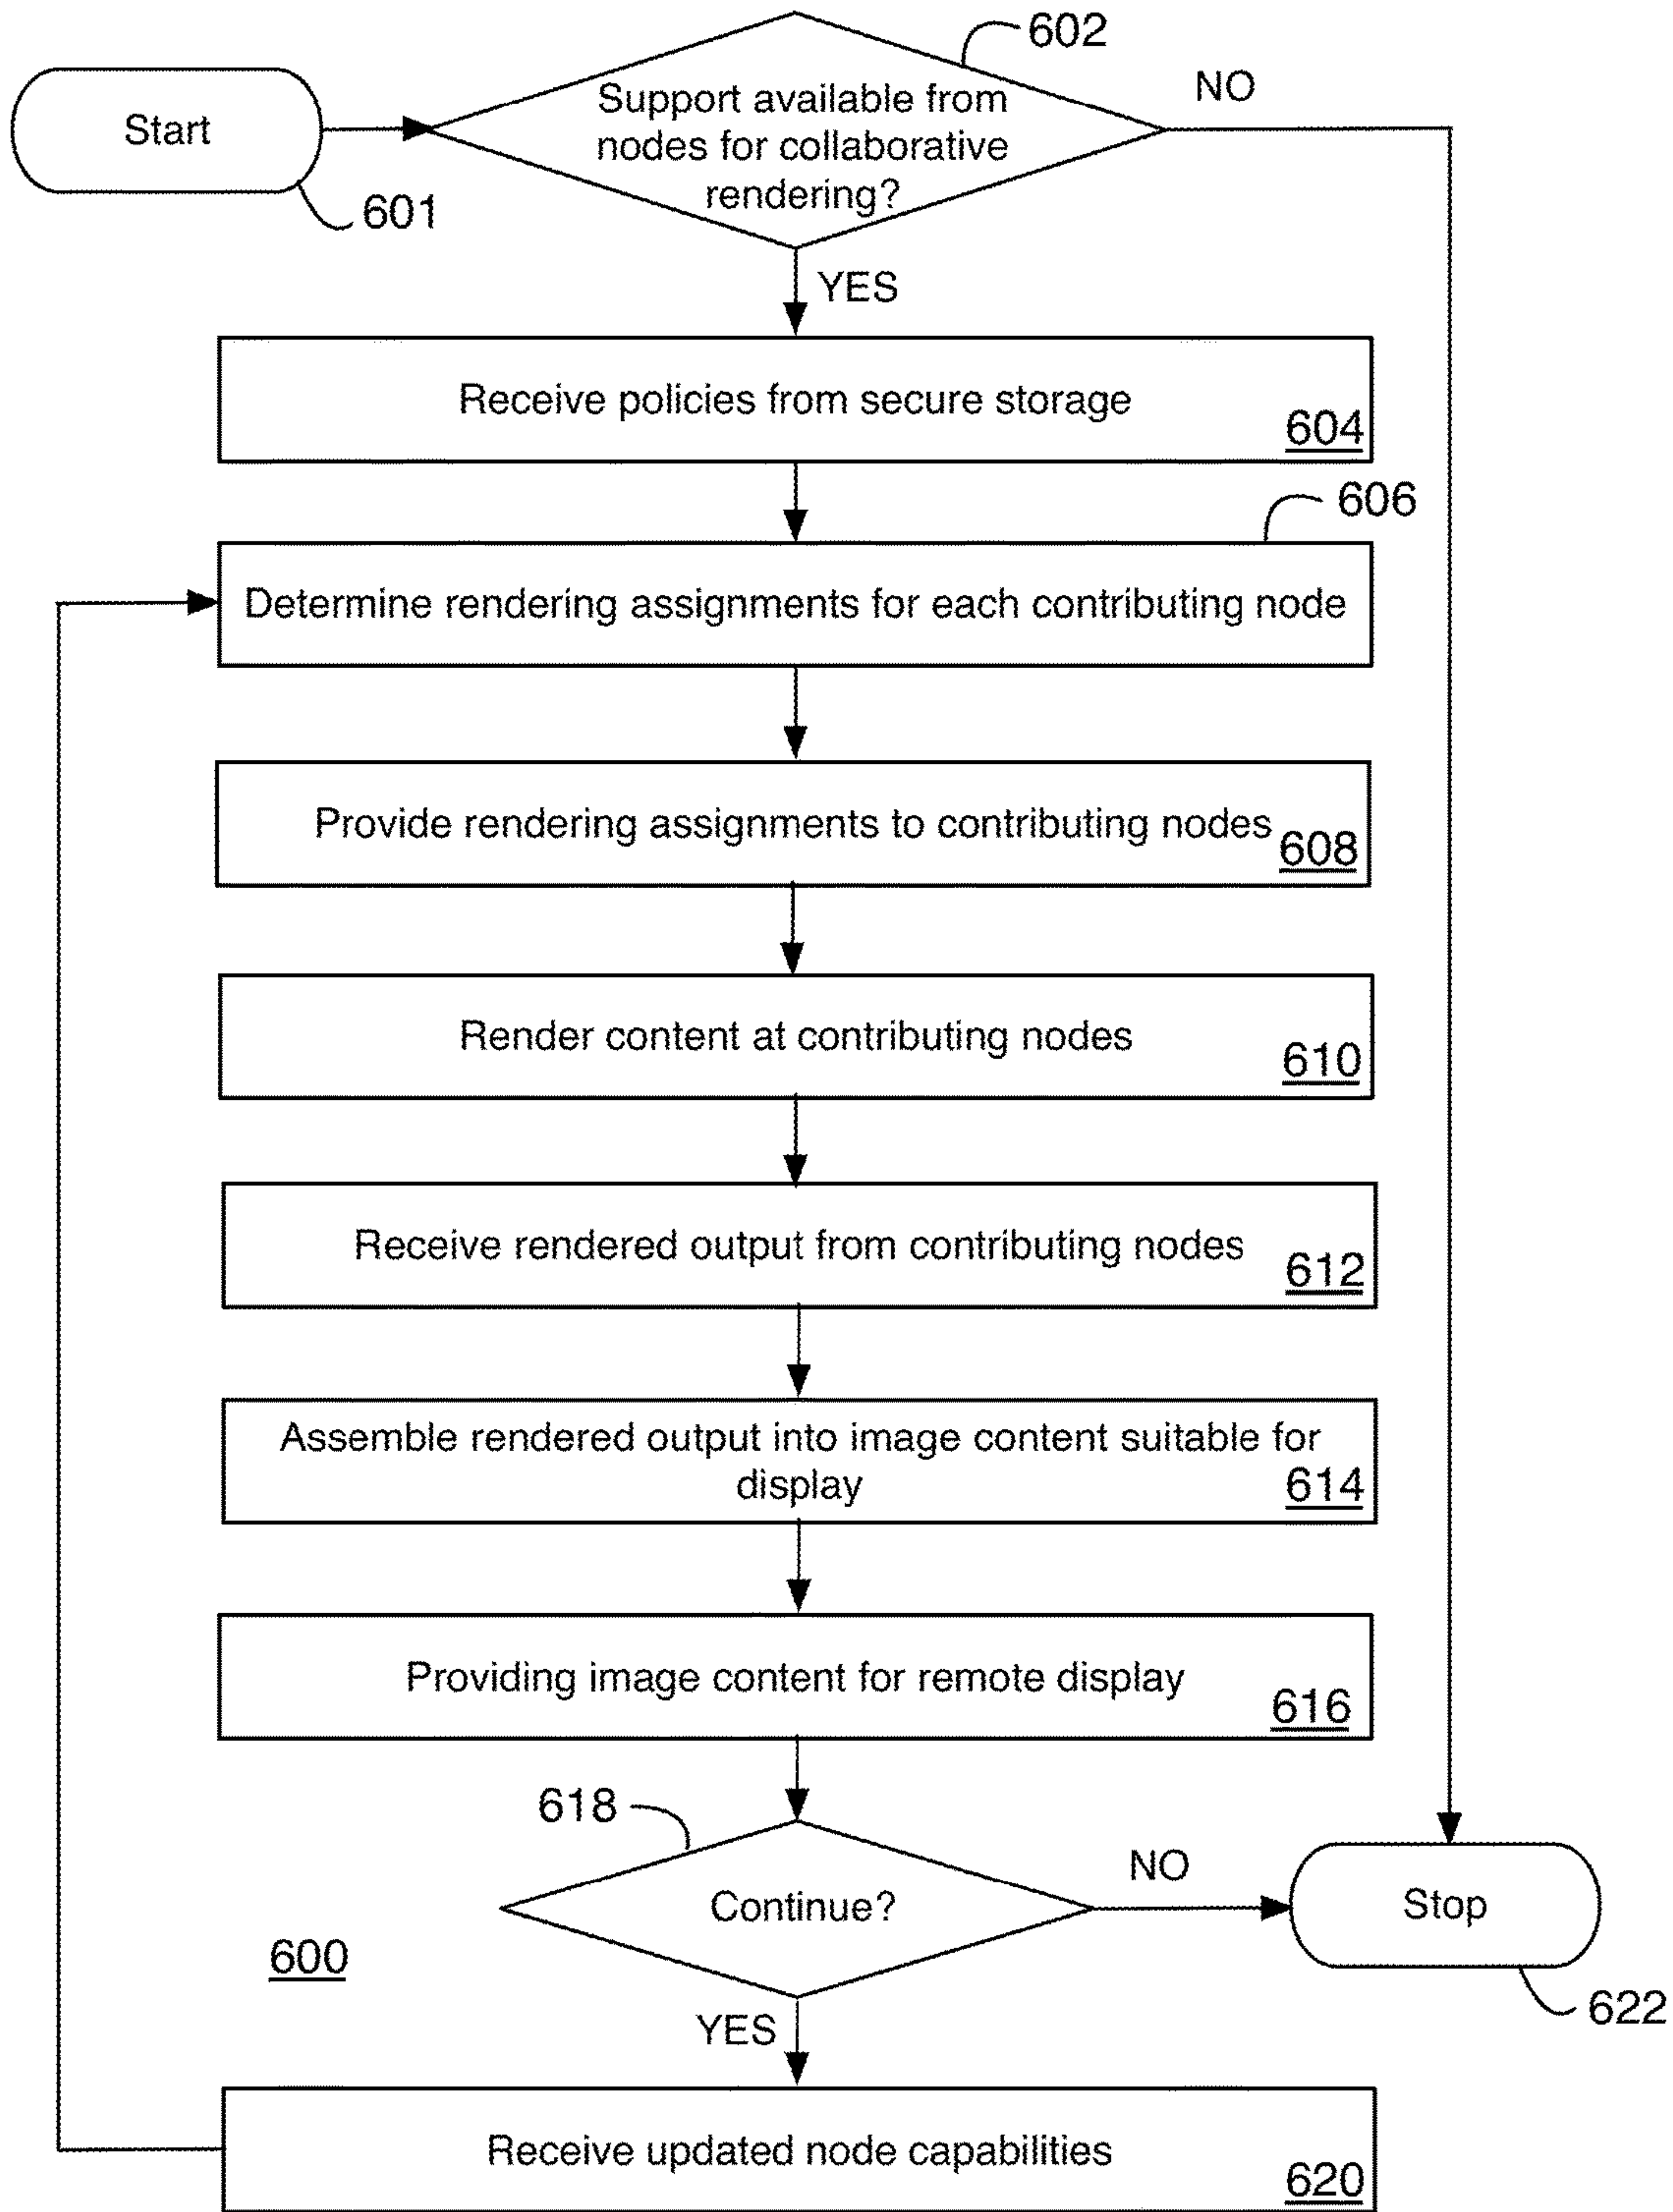 602
NO
Start
Support available from
nodes for collaborative
rendering?
601
YES
Receive policies from secure storage
604
606
Determine rendering assignments for each contributing node
Provide rendering assignments to contributing nodes
608
Render content at contributing nodes
610
Receive rendered output from contributing nodes
612
Assemble rendered output into image content suitable for
display
614
Providing image content for remote display
616
618
NO
Continue?
Stop
600
622
YES
Receive updated node capabilities
620